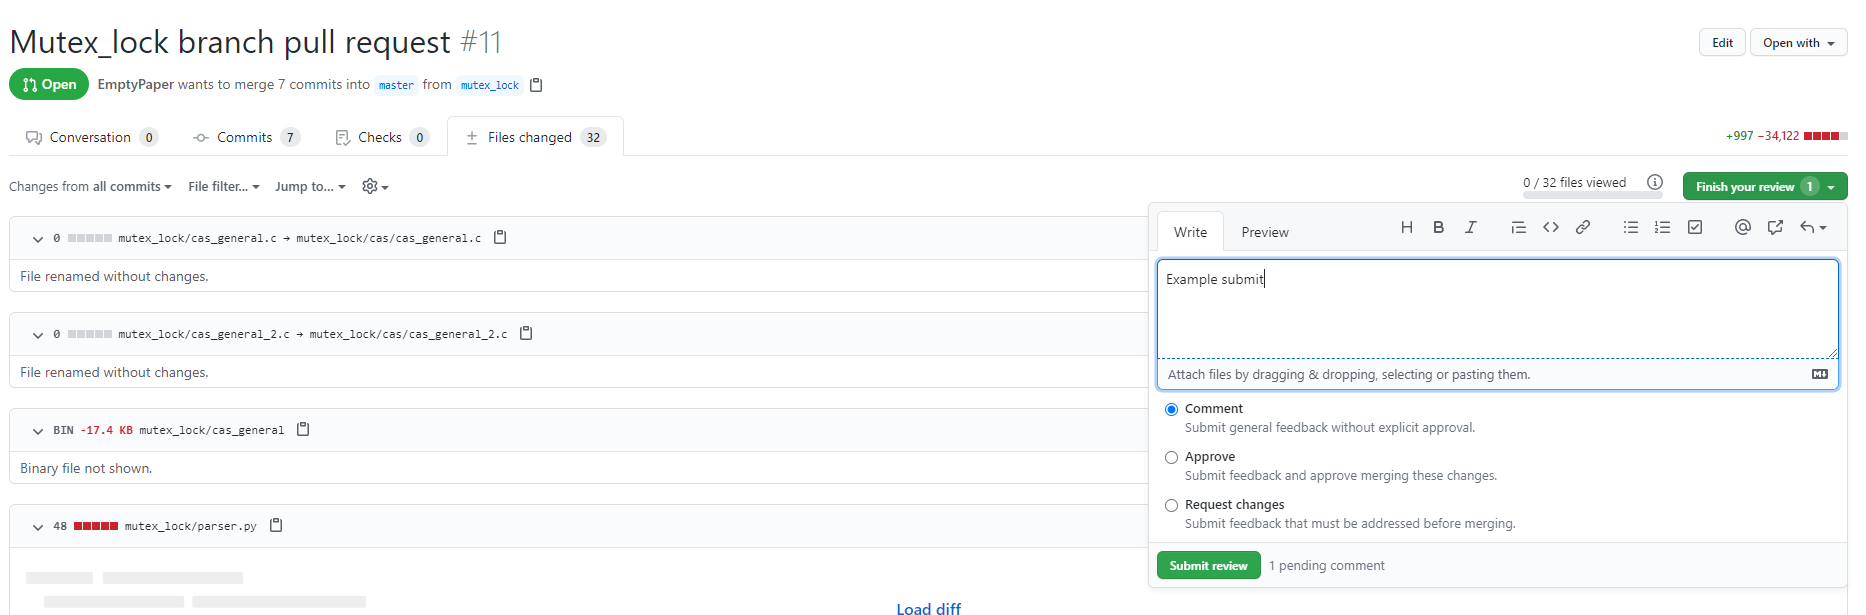 Mutex_lock branch pull request #11
Edit
Open with
Open
EmptyPaper wants to merge 7 commits into master from mutex_lock
Conversation 0
Commits 7
Checks 0
Files changed 32
+997 −34,122
Changes from all commits
File filter...
Jump to...
0 / 32 files viewed
Finish your review 1
0 mutex_lock/cas_general.c → mutex_lock/cas/cas_general.c
File renamed without changes.
0 mutex_lock/cas_general_2.c → mutex_lock/cas/cas_general_2.c
File renamed without changes.
BIN -17.4 KB mutex_lock/cas_general
Binary file not shown.
48 mutex_lock/parser.py
Load diff
Write
Preview
Example submit
Attach files by dragging & dropping, selecting or pasting them.
Comment
Submit general feedback without explicit approval.
Approve
Submit feedback and approve merging these changes.
Request changes
Submit feedback that must be addressed before merging.
Submit review
1 pending comment